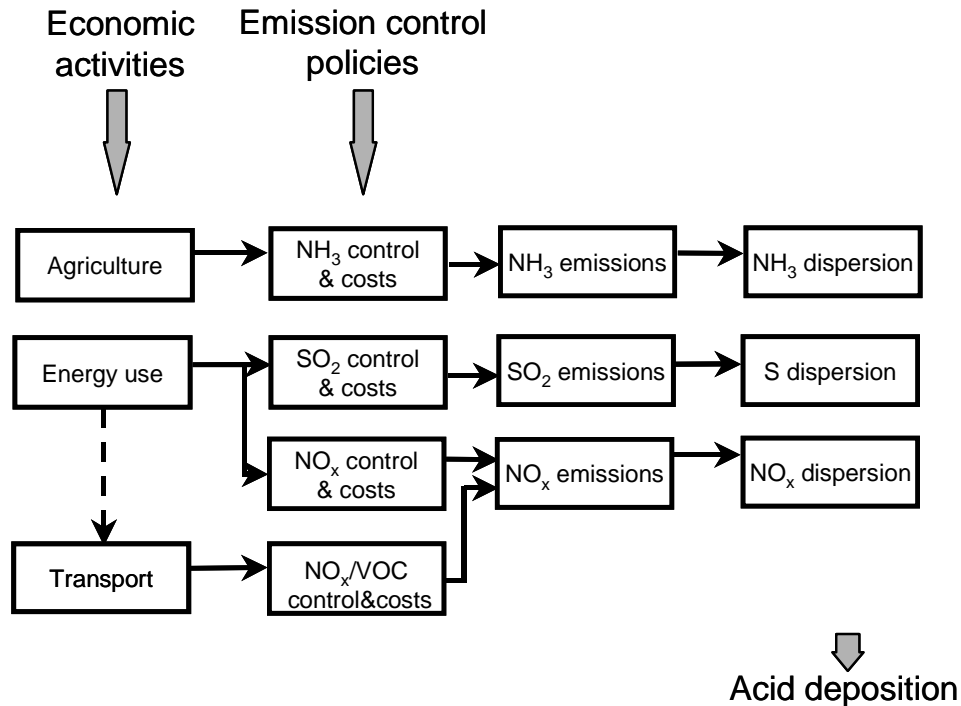 Economic
activities
Emission control
policies
Agriculture
NH₃ control
& costs
NH₃ emissions
NH₃ dispersion
Energy use
SO₂ control
& costs
SO₂ emissions
S dispersion
NOₓ control
& costs
NOₓ emissions
NOₓ dispersion
Transport
NOₓ/VOC
control&costs
Acid deposition